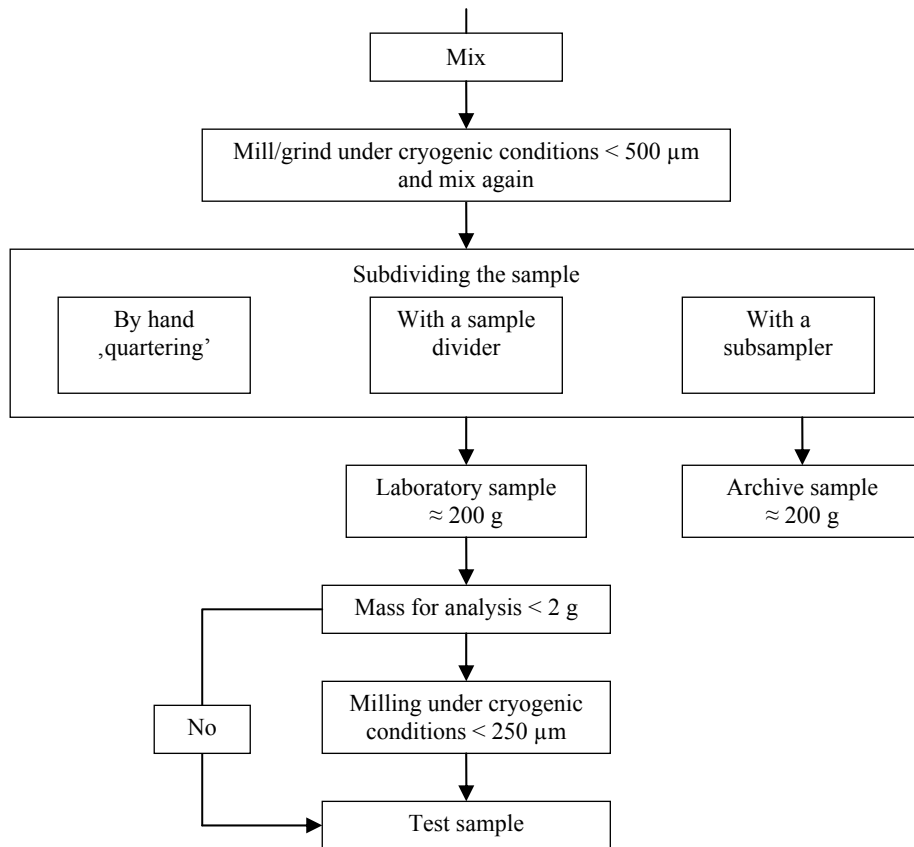 Mix
Mill/grind under cryogenic conditions < 500 µm
and mix again
Subdividing the sample
By hand
‚quartering’
With a sample
divider
With a
subsampler
Laboratory sample
≈ 200 g
Archive sample
≈ 200 g
Mass for analysis < 2 g
Milling under cryogenic
conditions < 250 µm
No
Test sample